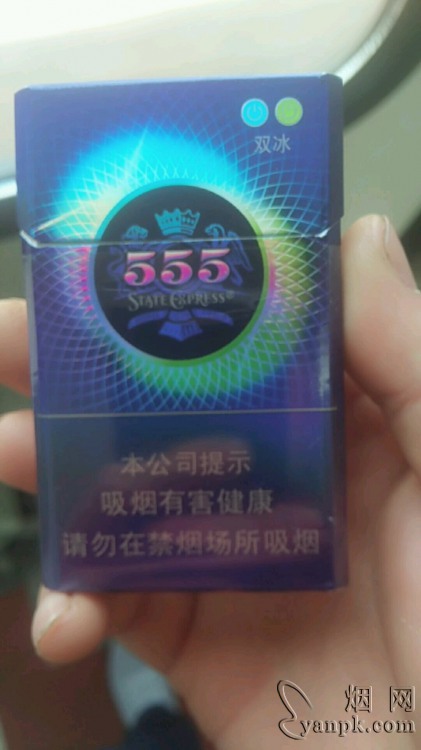 双冰
555
STATE EXPRESS
本公司提示
吸烟有害健康
请勿在禁烟场所吸烟
烟网
yanpk.com